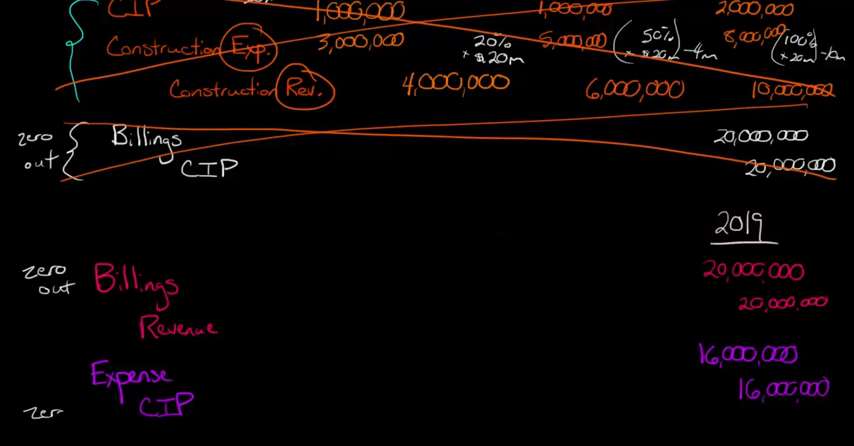 CIP 1,000,000 1,000,000 2,000,000
Construction Exp. 3,000,000 20% × $20m 5,000,000 (50% × $20m) -4m 8,000,000 (100% × 20m)
Construction Rev. 4,000,000 6,000,000 10,000,000
zero out Billings 20,000,000
CIP 20,000,000
2019
zero out Billings 20,000,000
Revenue 20,000,000
Expense 16,000,000
CIP 16,000,000
zer